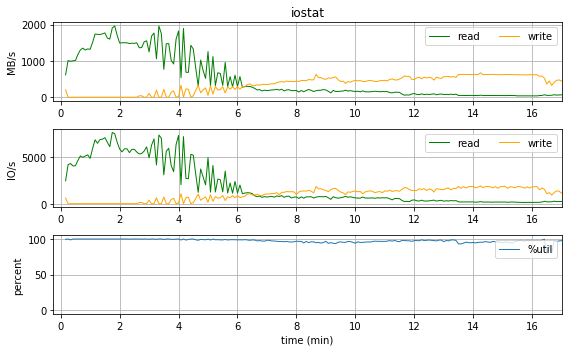 iostat
2000
1000
0
MB/s
read
write
0 2 4 6 8 10 12 14 16
5000
0
IO/s
read
write
0 2 4 6 8 10 12 14 16
100
50
0
percent
%util
0 2 4 6 8 10 12 14 16
time (min)